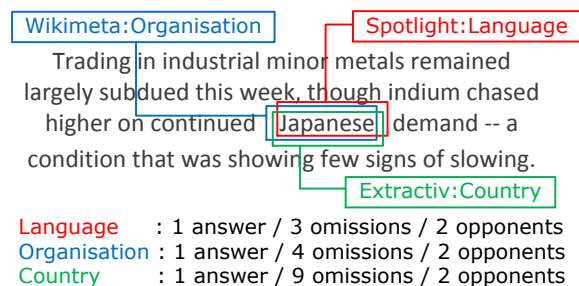 Wikimeta:Organisation Spotlight:Language
Trading in industrial minor metals remained
largely subdued this week, though indium chased
higher on continued Japanese demand -- a
condition that was showing few signs of slowing.
Extractiv:Country
Language : 1 answer / 3 omissions / 2 opponents
Organisation : 1 answer / 4 omissions / 2 opponents
Country : 1 answer / 9 omissions / 2 opponents